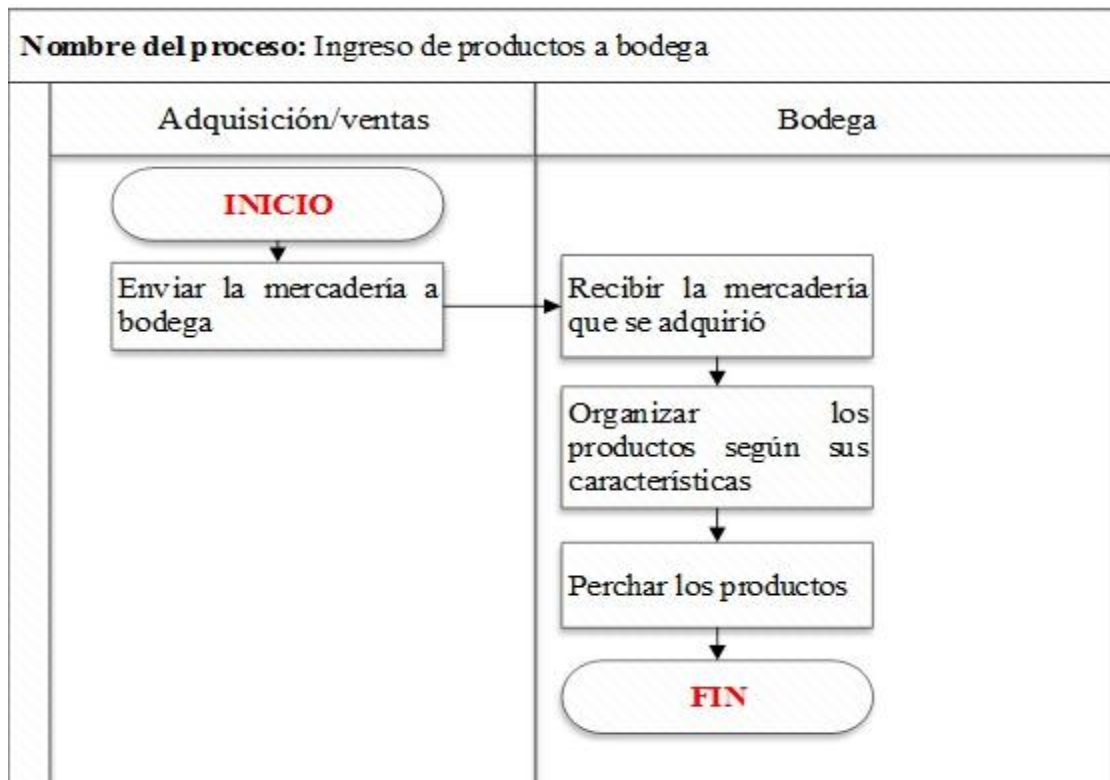 Nombre del proceso: Ingreso de productos a bodega
Adquisición/ventas
Bodega
INICIO
Enviar la mercadería a
bodega
Recibir la mercadería
que se adquirió
Organizar los
productos según sus
características
Perchar los productos
FIN